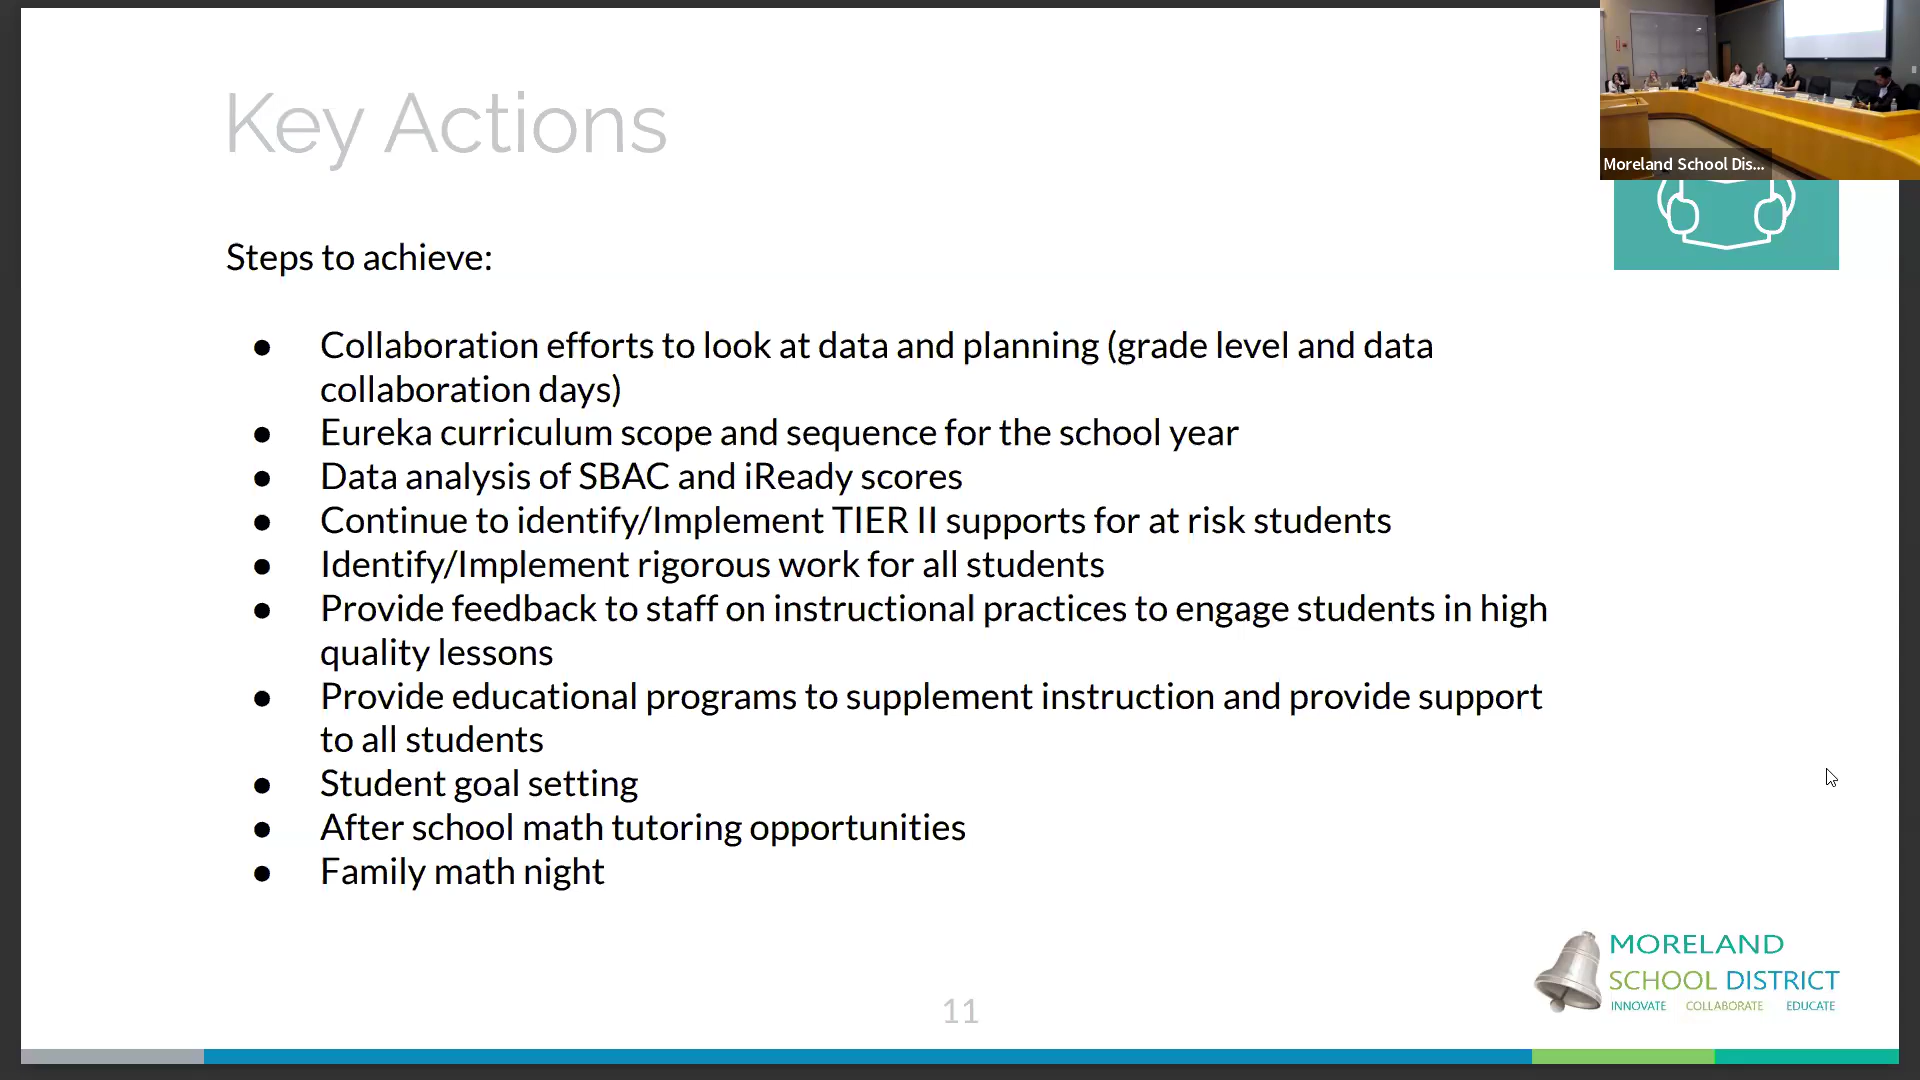 Key Actions
Moreland School Dis...
Steps to achieve:
● Collaboration efforts to look at data and planning (grade level and data
collaboration days)
● Eureka curriculum scope and sequence for the school year
● Data analysis of SBAC and iReady scores
● Continue to identify/Implement TIER II supports for at risk students
● Identify/Implement rigorous work for all students
● Provide feedback to staff on instructional practices to engage students in high
quality lessons
● Provide educational programs to supplement instruction and provide support
to all students
● Student goal setting
● After school math tutoring opportunities
● Family math night
MORELAND
SCHOOL DISTRICT
INNOVATE COLLABORATE EDUCATE
11